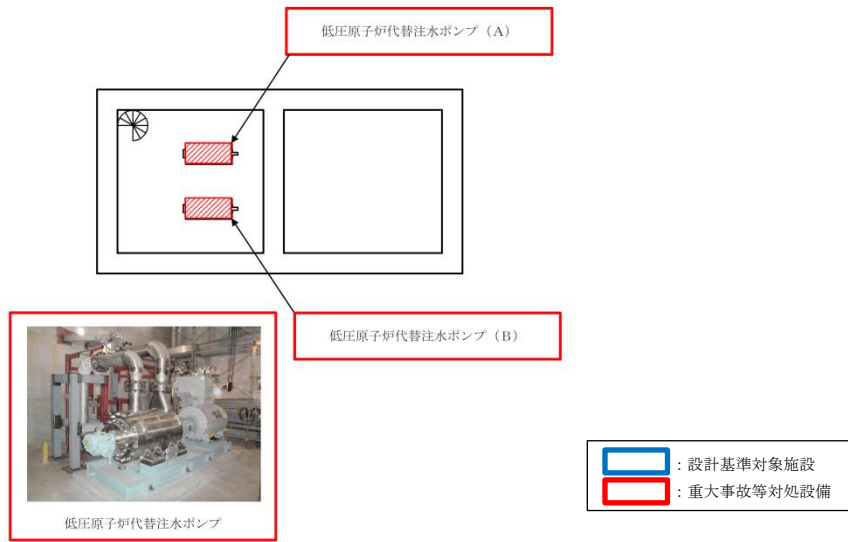 低圧原子炉代替注水ポンプ（A）
低圧原子炉代替注水ポンプ（B）
低圧原子炉代替注水ポンプ
：設計基準対象施設
：重大事故等対処設備